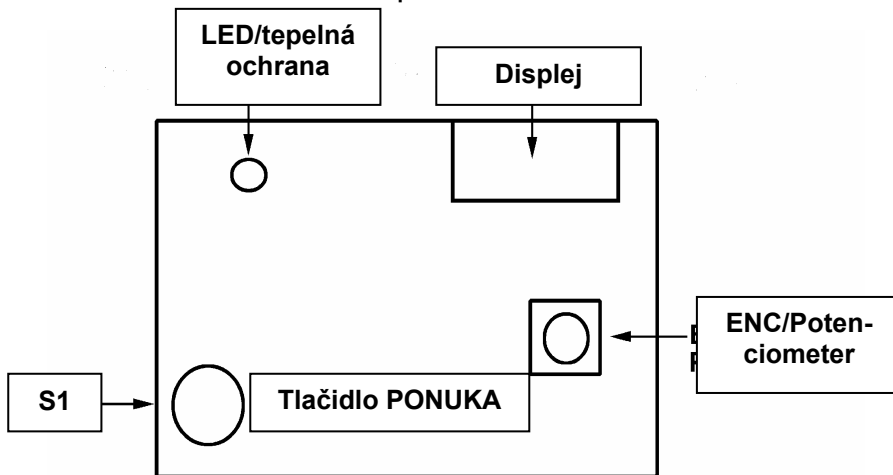 LED/tepelná
ochrana
Displej
ENC/Poten-
ciometer
S1
Tlačidlo PONUKA